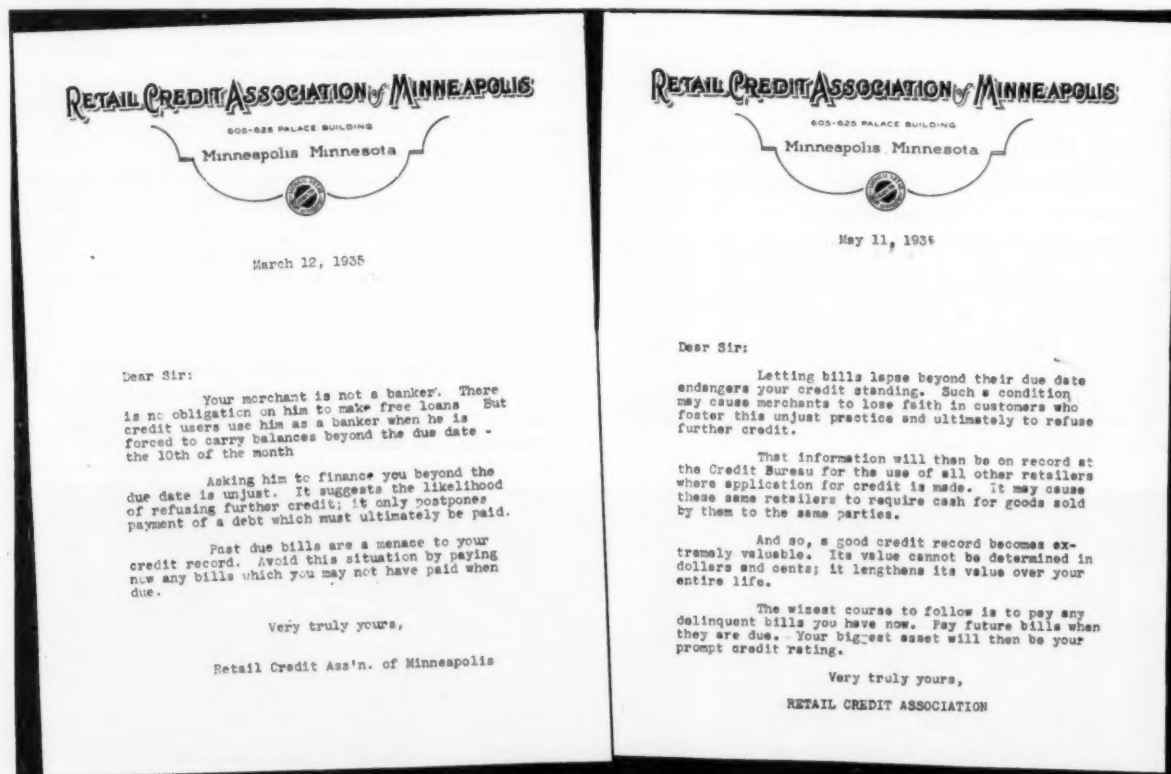 RETAIL CREDIT ASSOCIATION of MINNEAPOLIS
605-625 PALACE BUILDING
Minneapolis Minnesota
March 12, 1935
Dear Sir:
Your merchant is not a banker. There
is no obligation on him to make free loans But
credit users use him as a banker when he is
forced to carry balances beyond the due date -
the 10th of the month
Asking him to finance you beyond the
due date is unjust. It suggests the likelihood
of refusing further credit; it only postpones
payment of a debt which must ultimately be paid.
Past due bills are a menace to your
credit record. Avoid this situation by paying
now any bills which you may not have paid when
due.
Very truly yours,
Retail Credit Ass'n. of Minneapolis
RETAIL CREDIT ASSOCIATION of MINNEAPOLIS
605-625 PALACE BUILDING
Minneapolis Minnesota
May 11, 1935
Dear Sir:
Letting bills lapse beyond their due date
endangers your credit standing. Such a condition
may cause merchants to lose faith in customers who
foster this unjust practice and ultimately to refuse
further credit.
That information will then be on record at
the Credit Bureau for the use of all other retailers
where application for credit is made. It may cause
these same retailers to require cash for goods sold
by them to the same parties.
And so, a good credit record becomes ex-
tremely valuable. Its value cannot be determined in
dollars and cents; it lengthens its value over your
entire life.
The wisest course to follow is to pay any
delinquent bills you have now. Pay future bills when
they are due. Your biggest asset will then be your
prompt credit rating.
Very truly yours,
RETAIL CREDIT ASSOCIATION